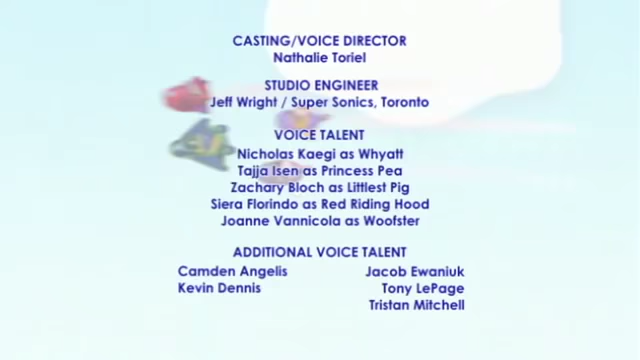 CASTING/VOICE DIRECTOR
Nathalie Toriel
STUDIO ENGINEER
Jeff Wright / Super Sonics, Toronto
VOICE TALENT
Nicholas Kaegi as Whyatt
Tajja Isen as Princess Pea
Zachary Bloch as Littlest Pig
Siera Florindo as Red Riding Hood
Joanne Vannicola as Woofster
ADDITIONAL VOICE TALENT
Camden Angelis Jacob Ewaniuk
Kevin Dennis Tony LePage
Tristan Mitchell